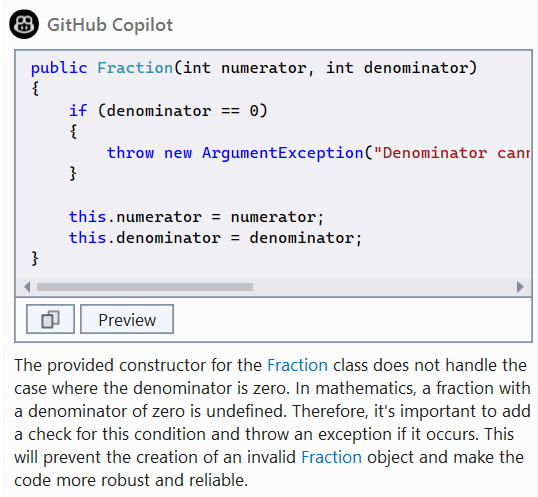 GitHub Copilot
public Fraction(int numerator, int denominator)
{
    if (denominator == 0)
    {
        throw new ArgumentException("Denominator
    }

    this.numerator = numerator;
    this.denominator = denominator;
}
Preview
The provided constructor for the Fraction class does not handle the
case where the denominator is zero. In mathematics, a fraction with
a denominator of zero is undefined. Therefore, it's important to add
a check for this condition and throw an exception if it occurs. This
will prevent the creation of an invalid Fraction object and make the
code more robust and reliable.